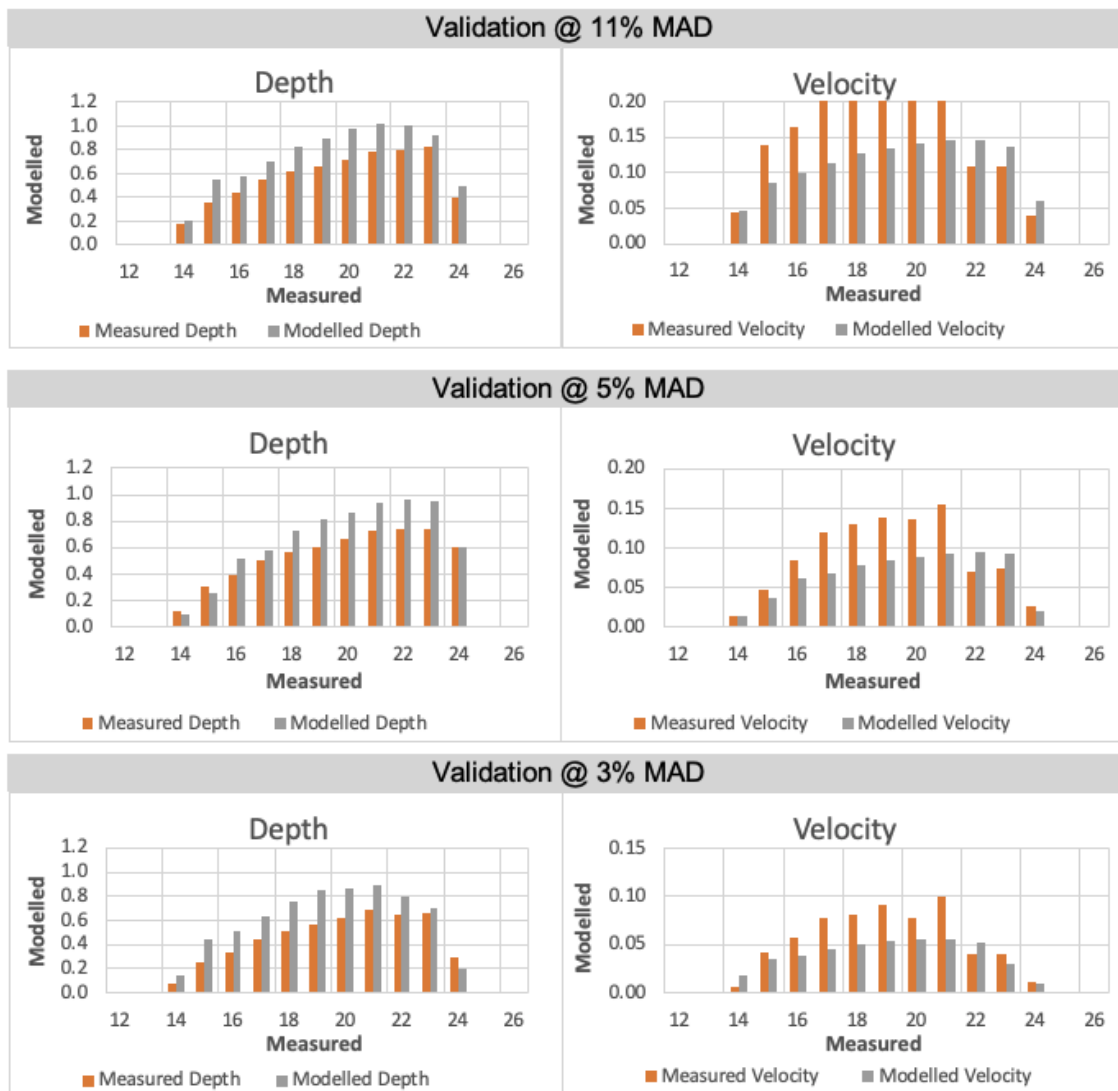 Validation @ 11% MAD
Depth
1.2
1.0
0.8
0.6
0.4
0.2
0.0
Modelled
12 14 16 18 20 22 24 26
Measured
Measured Depth Modelled Depth
Velocity
0.20
0.15
0.10
0.05
0.00
Modelled
12 14 16 18 20 22 24 26
Measured
Measured Velocity Modelled Velocity
Validation @ 5% MAD
Depth
1.2
1.0
0.8
0.6
0.4
0.2
0.0
Modelled
12 14 16 18 20 22 24 26
Measured
Measured Depth Modelled Depth
Velocity
0.20
0.15
0.10
0.05
0.00
Modelled
12 14 16 18 20 22 24 26
Measured
Measured Velocity Modelled Velocity
Validation @ 3% MAD
Depth
1.2
1.0
0.8
0.6
0.4
0.2
0.0
Modelled
12 14 16 18 20 22 24 26
Measured
Measured Depth Modelled Depth
Velocity
0.15
0.10
0.05
0.00
Modelled
12 14 16 18 20 22 24 26
Measured
Measured Velocity Modelled Velocity